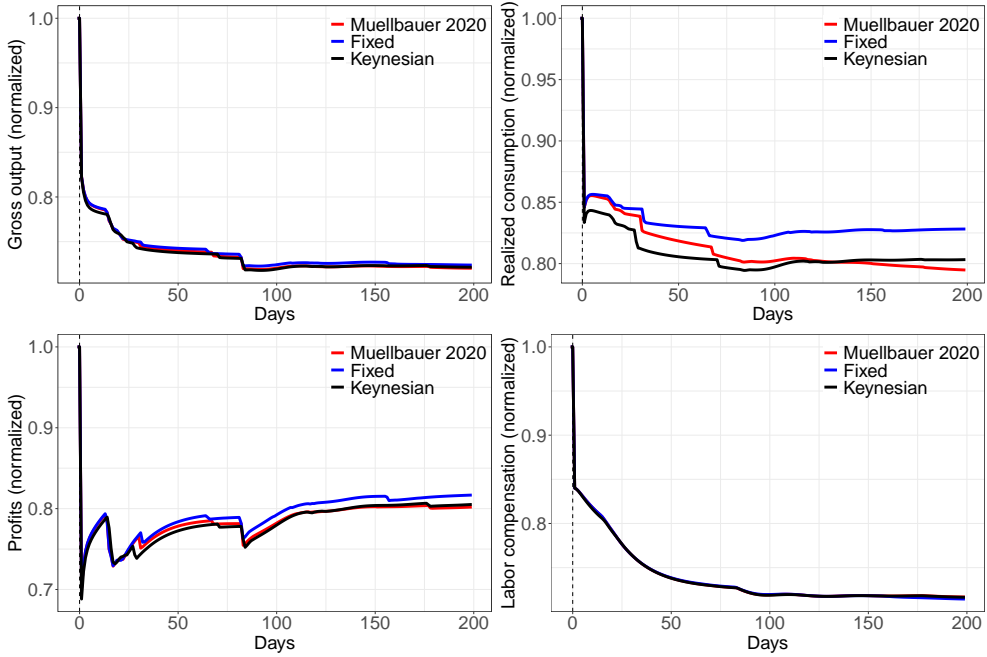 Gross output (normalized)
1.0
0.9
0.8
0
50
100
150
200
Days
Muellbauer 2020
Fixed
Keynesian
Realized consumption (normalized)
1.00
0.95
0.90
0.85
0.80
0
50
100
150
200
Days
Muellbauer 2020
Fixed
Keynesian
Profits (normalized)
1.0
0.9
0.8
0.7
0
50
100
150
200
Days
Muellbauer 2020
Fixed
Keynesian
Labor compensation (normalized)
1.0
0.9
0.8
0
50
100
150
200
Days
Muellbauer 2020
Fixed
Keynesian